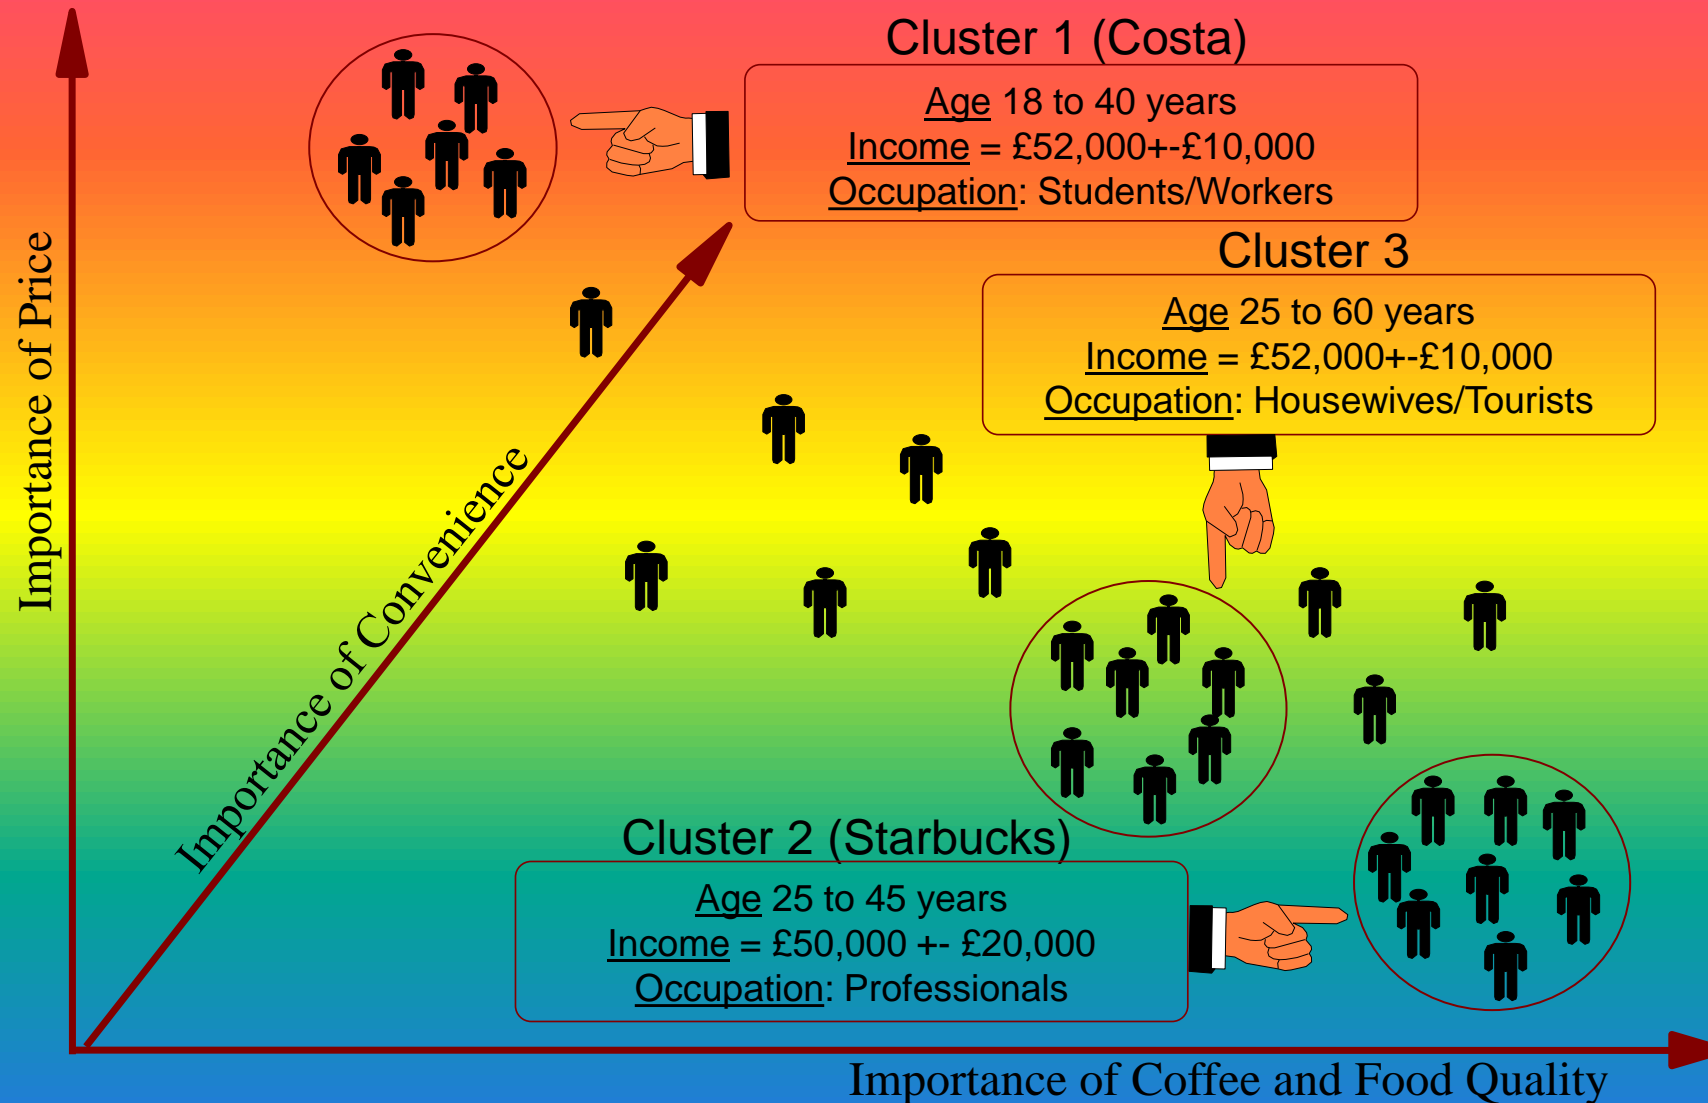 Cluster 1 (Costa)
Age 18 to 40 years
Income = £52,000+-£10,000
Occupation: Students/Workers
Cluster 3
Age 25 to 60 years
Income = £52,000+-£10,000
Occupation: Housewives/Tourists
Importance of Price
Importance of Convenience
Cluster 2 (Starbucks)
Age 25 to 45 years
Income = £50,000 +- £20,000
Occupation: Professionals
Importance of Coffee and Food Quality